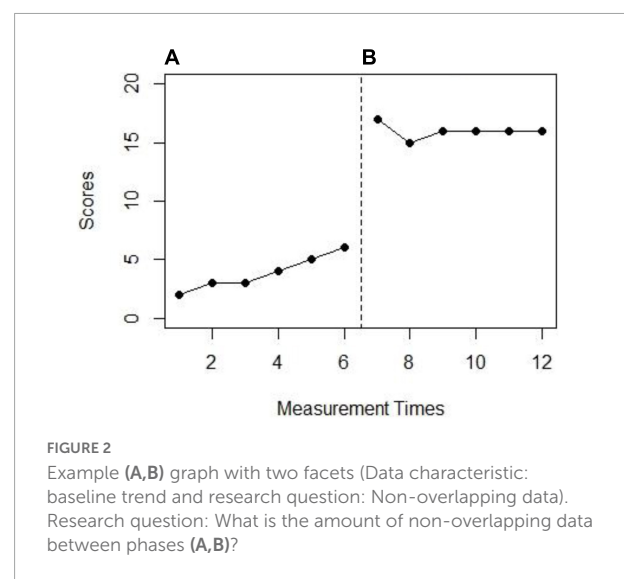 A B
20
15
10
5
0
Scores
2 4 6 8 10 12
Measurement Times
FIGURE 2
Example (A,B) graph with two facets (Data characteristic:
baseline trend and research question: Non-overlapping data).
Research question: What is the amount of non-overlapping data
between phases (A,B)?